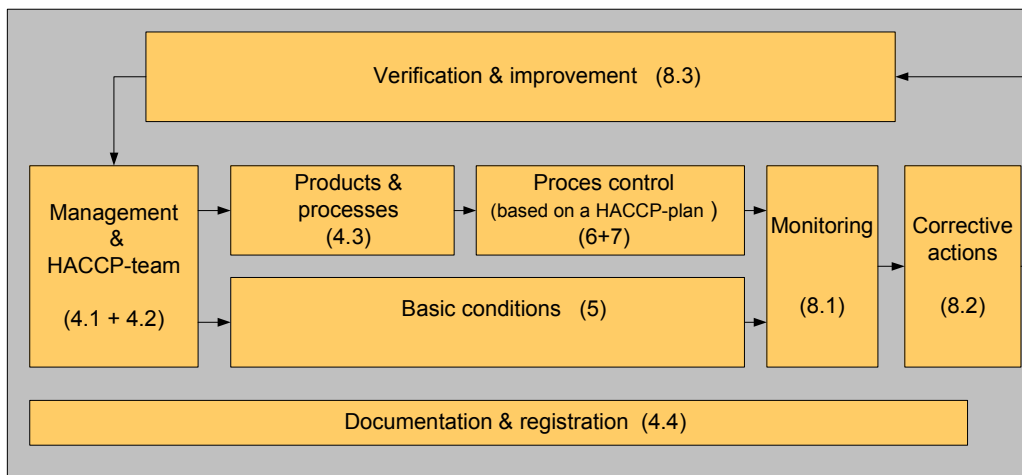 Verification & improvement (8.3)
Management
&
HACCP-team
(4.1 + 4.2)
Products &
processes
(4.3)
Proces control
(based on a HACCP-plan )
(6+7)
Basic conditions (5)
Monitoring
(8.1)
Corrective
actions
(8.2)
Documentation & registration (4.4)